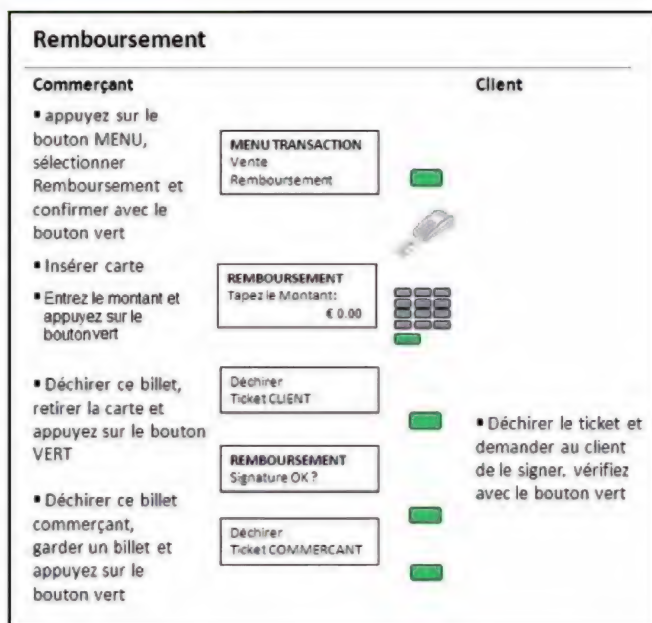 Remboursement
Commerçant
Client
▪ appuyez sur le
bouton MENU,
sélectionner
Remboursement et
confirmer avec le
bouton vert
MENU TRANSACTION
Vente
Remboursement
▪ Insérer carte
▪ Entrez le montant et
appuyez sur le
bouton vert
REMBOURSEMENT
Tapez le Montant:
€ 0.00
▪ Déchirer ce billet,
retirer la carte et
appuyez sur le bouton
VERT
Déchirer
Ticket CLIENT
REMBOURSEMENT
Signature OK ?
▪ Déchirer le ticket et
demander au client
de le signer. vérifiez
avec le bouton vert
▪ Déchirer ce billet
commerçant,
garder un billet et
appuyez sur le
bouton vert
Déchirer
Ticket COMMERCANT